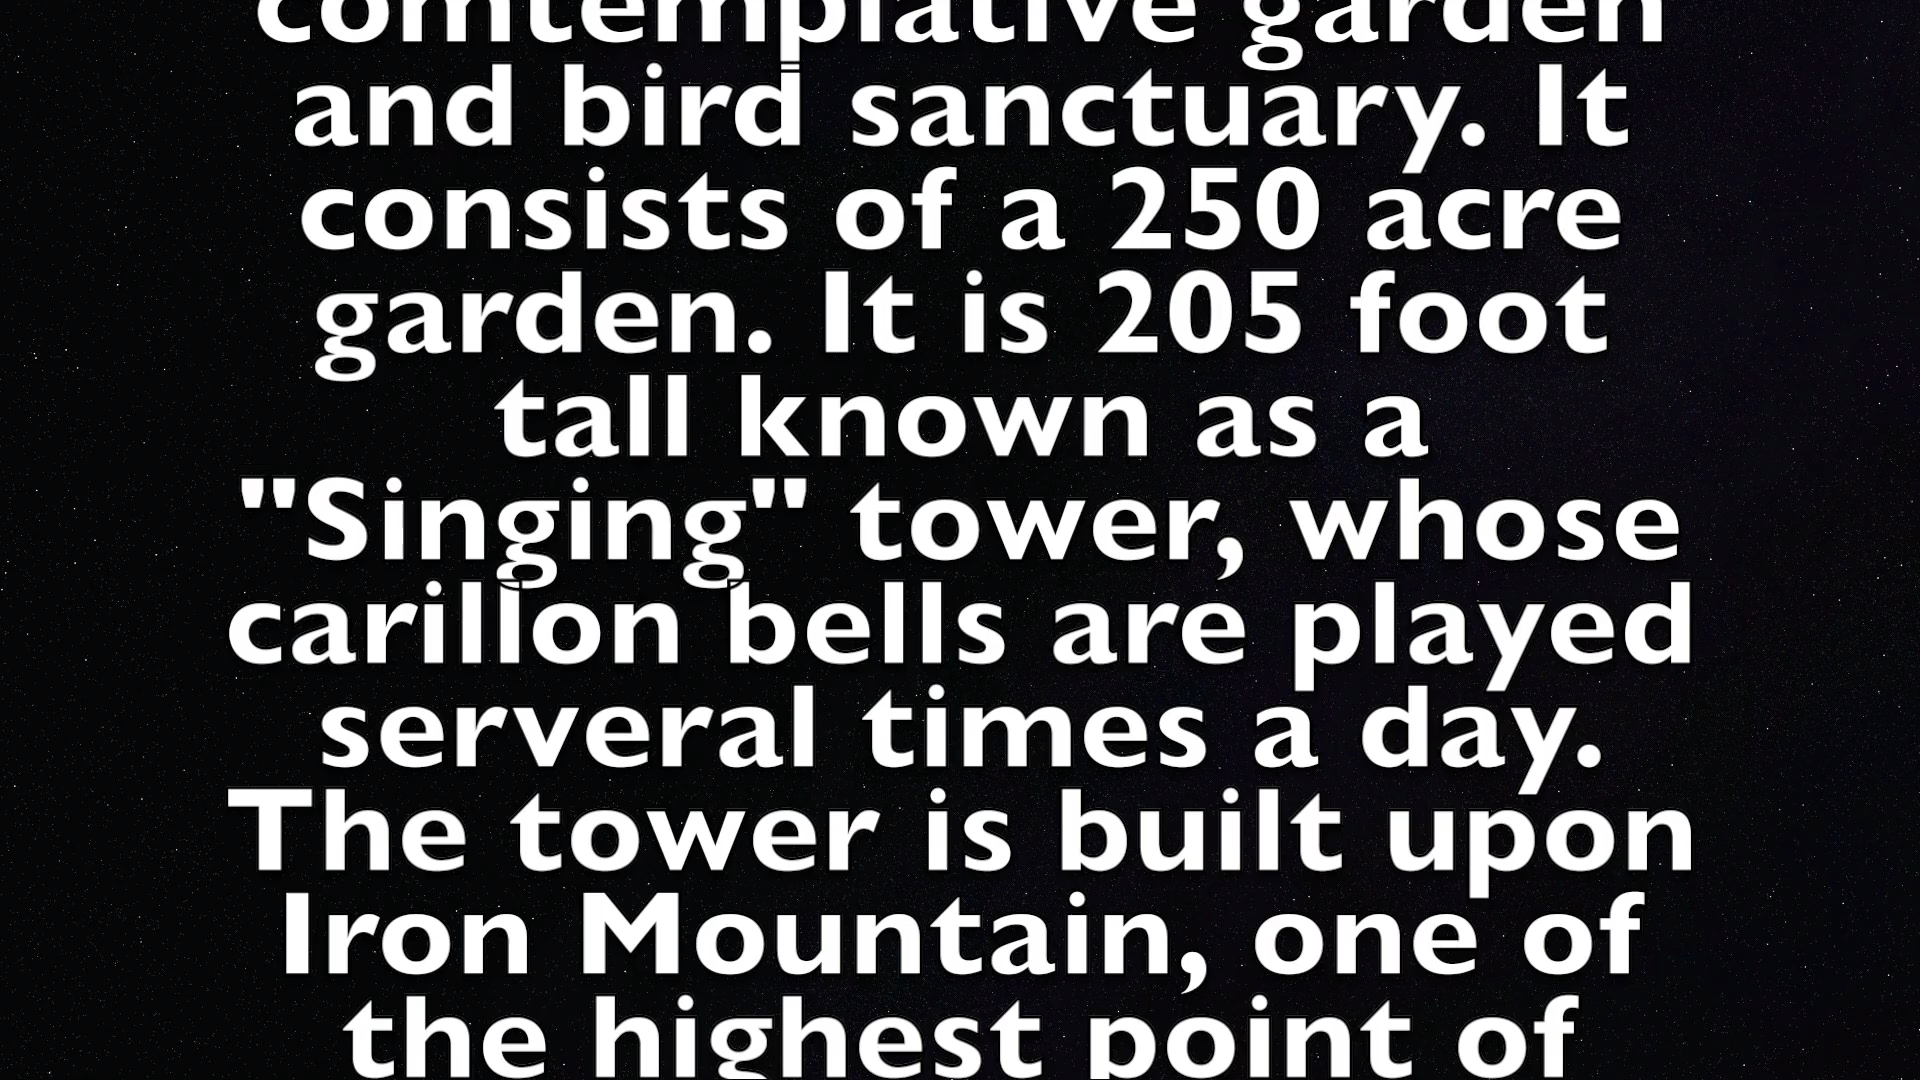 comtemplative garden
and bird sanctuary. It
consists of a 250 acre
garden. It is 205 foot
tall known as a
"Singing" tower, whose
carillon bells are played
serveral times a day.
The tower is built upon
Iron Mountain, one of
the highest point of